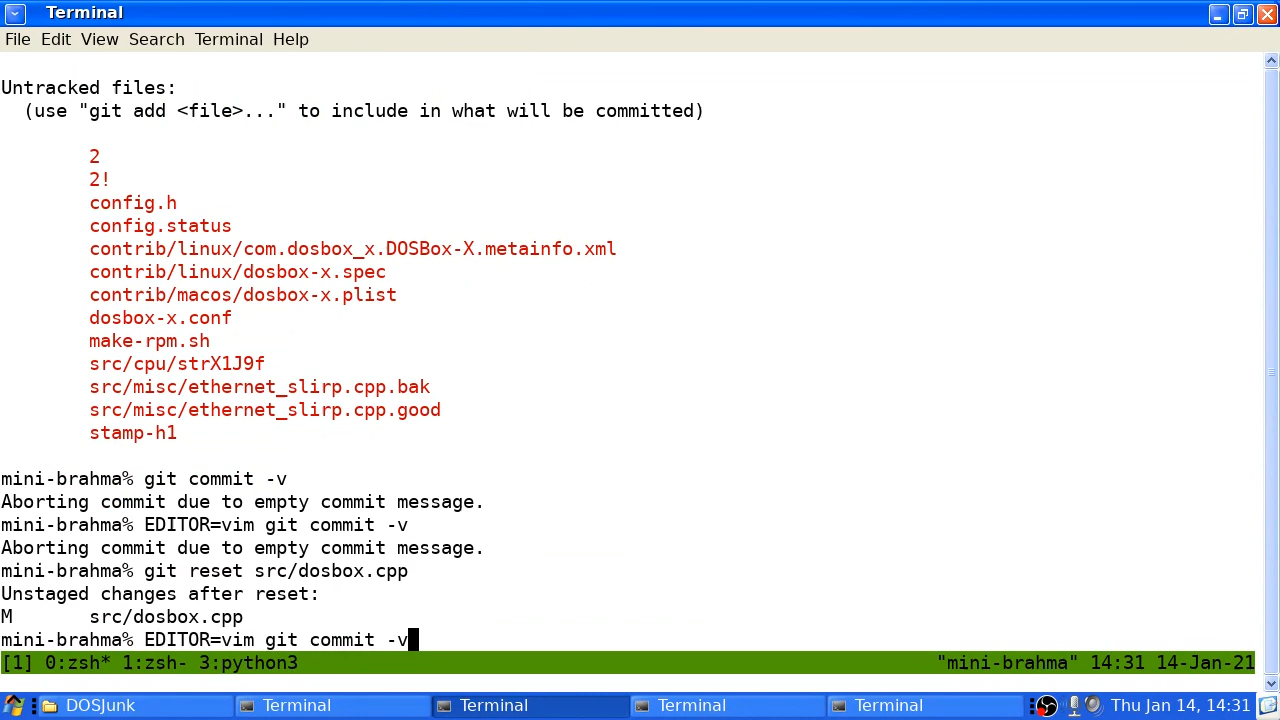 Terminal
File Edit View Search Terminal Help
Untracked files:
  (use "git add <file>..." to include in what will be committed)
        2
        2!
        config.h
        config.status
        contrib/linux/com.dosbox_x.DOSBox-X.metainfo.xml
        contrib/linux/dosbox-x.spec
        contrib/macos/dosbox-x.plist
        dosbox-x.conf
        make-rpm.sh
        src/cpu/strX1J9f
        src/misc/ethernet_slirp.cpp.bak
        src/misc/ethernet_slirp.cpp.good
        stamp-h1
mini-brahma% git commit -v
Aborting commit due to empty commit message.
mini-brahma% EDITOR=vim git commit -v
Aborting commit due to empty commit message.
mini-brahma% git reset src/dosbox.cpp
Unstaged changes after reset:
M       src/dosbox.cpp
mini-brahma% EDITOR=vim git commit -v
[1] 0:zsh* 1:zsh- 3:python3 "mini-brahma" 14:31 14-Jan-21
DOSJunk Terminal Terminal Terminal Terminal Thu Jan 14, 14:31